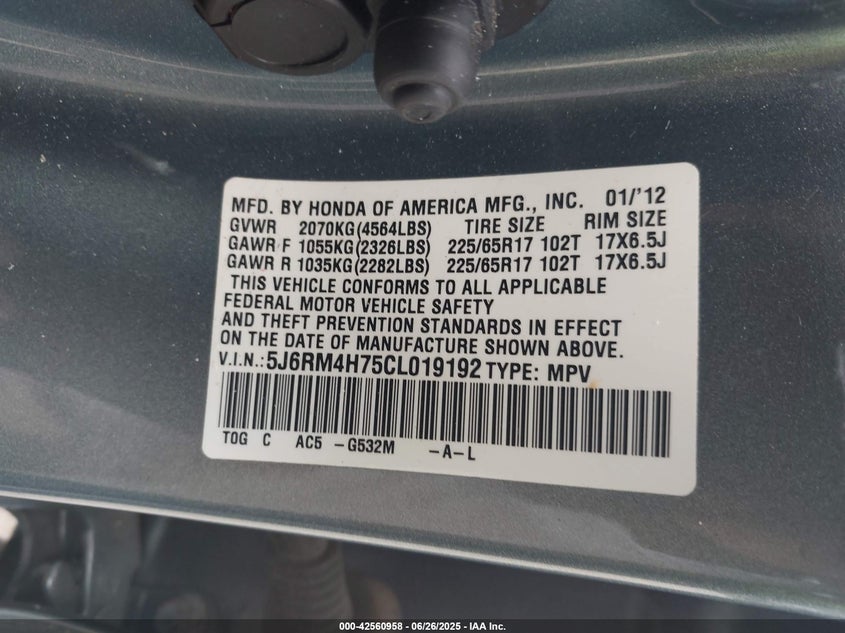 MFD. BY HONDA OF AMERICA MFG., INC. 01/'12
GVWR 2070KG(4564LBS) TIRE SIZE RIM SIZE
GAWR F 1055KG(2326LBS) 225/65R17 102T 17X6.5J
GAWR R 1035KG(2282LBS) 225/65R17 102T 17X6.5J
THIS VEHICLE CONFORMS TO ALL APPLICABLE
FEDERAL MOTOR VEHICLE SAFETY
AND THEFT PREVENTION STANDARDS IN EFFECT
ON THE DATE OF MANUFACTURE SHOWN ABOVE.
V.I.N.: 5J6RM4H75CL019192 TYPE: MPV
TOG C AC5 -G532M -A-L
000-42560958 - 06/26/2025 - IAA Inc.